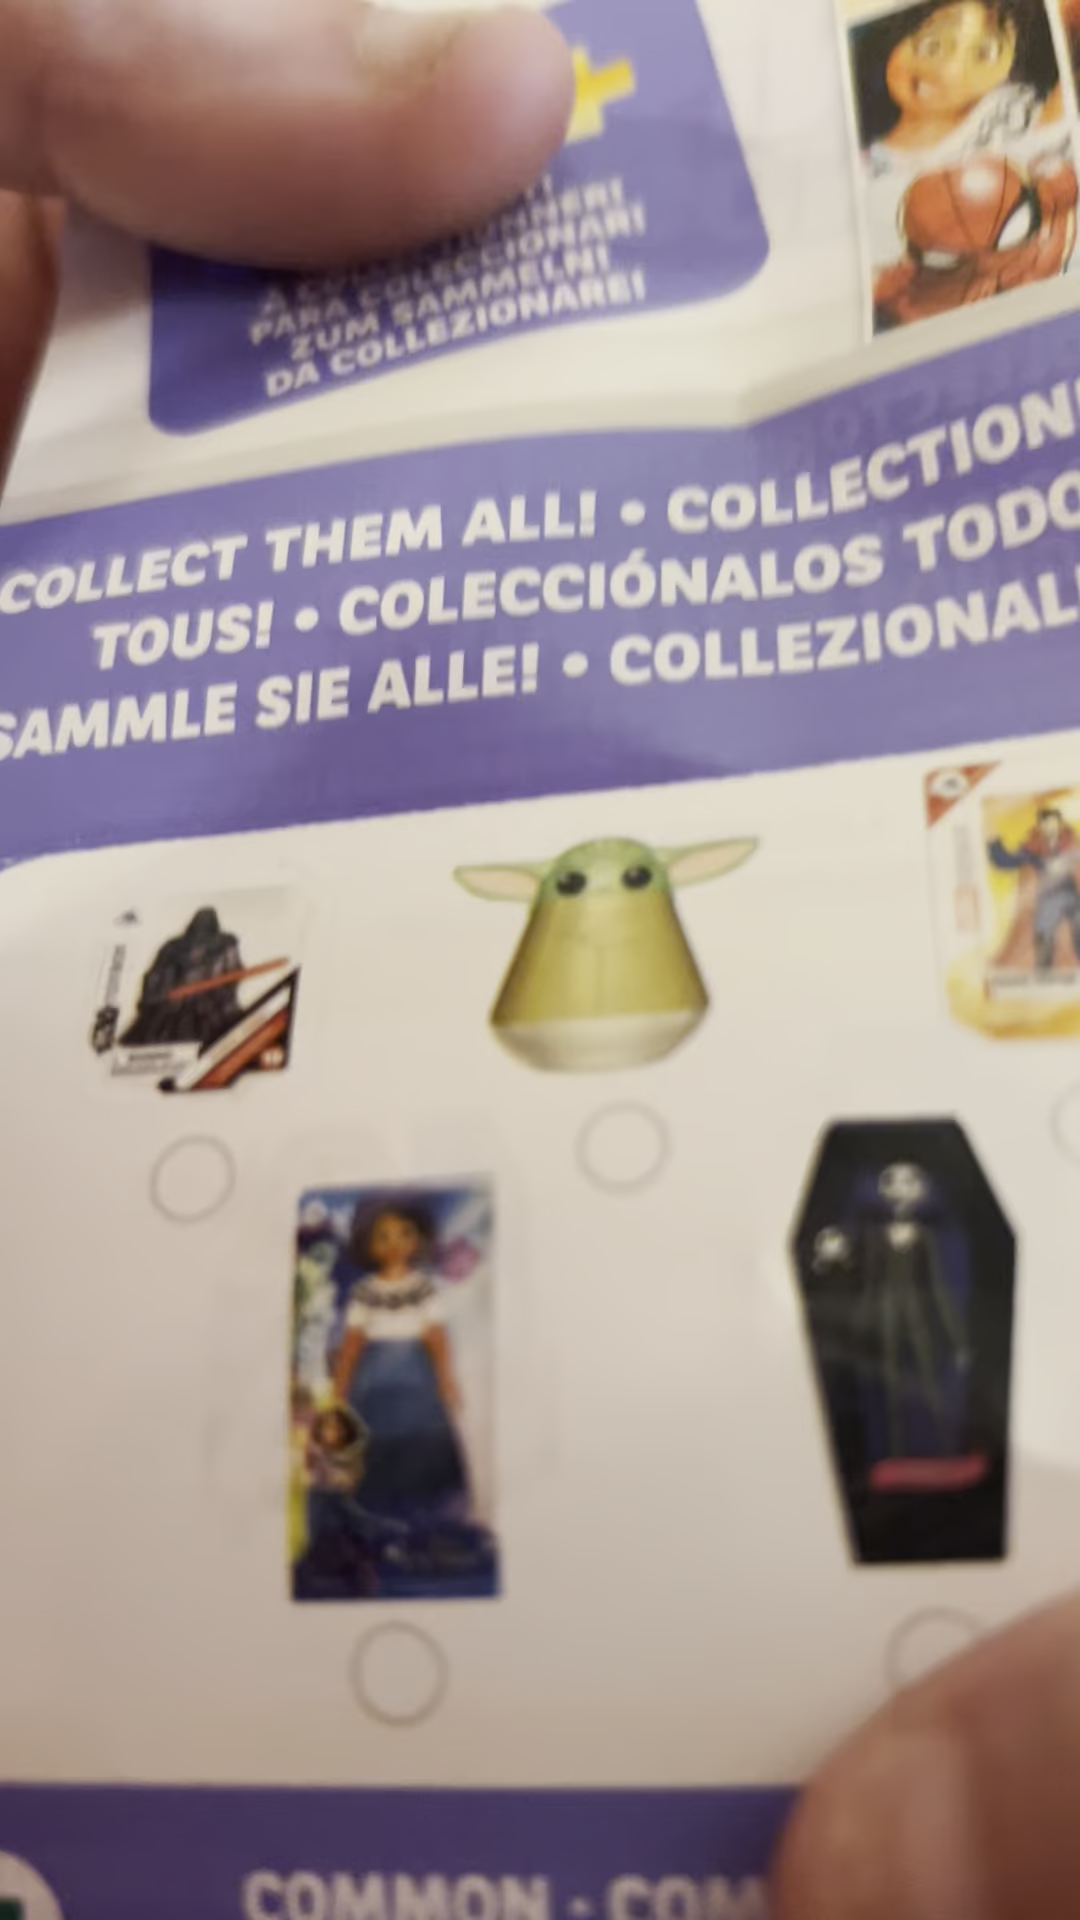 PARA COLECCIONAR!
ZUM SAMMELN!
DA COLLEZIONARE!
COLLECT THEM ALL! • COLLECTION
TOUS! • COLECCIÓNALOS TODO
SAMMLE SIE ALLE! • COLLEZIONAL
COMMON • COM